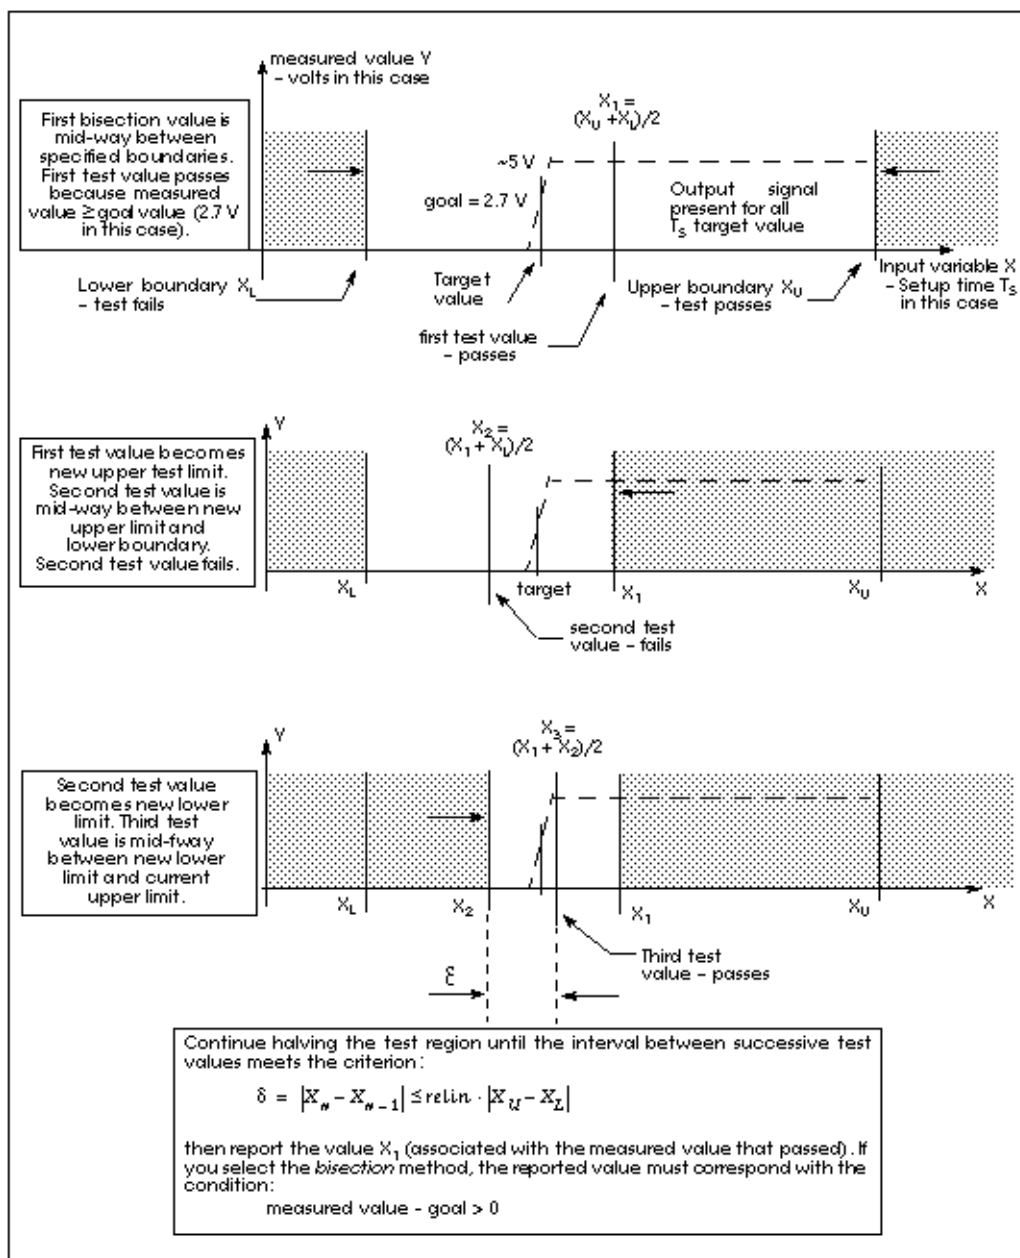 measured value Y
– volts in this case
First bisection value is
mid-way between
specified boundaries.
First test value passes
because measured
value ≥ goal value (2.7 V
in this case).
X1 =
(XU +XL)/2
~5 V
goal = 2.7 V
Output signal
present for all
TS target value
Lower boundary XL
– test fails
Target
value
first test value
– passes
Upper boundary XU
– test passes
Input variable X
– Setup time TS
in this case
First test value becomes
new upper test limit.
Second test value is
mid-way between new
upper limit and
lower boundary.
Second test value fails.
Y
X2 =
(X1 + XL)/2
XL
target
X1
XU
X
second test
value – fails
Second test value
becomes new lower
limit. Third test
value is mid-fway
between new lower
limit and current
upper limit.
Y
X3 =
(X1 + X2)/2
XL
X2
X1
XU
X
Third test
value – passes
ε
Continue halving the test region until the interval between successive test
values meets the criterion:
δ = |Xn – Xn – 1| ≤ relin · |XU – XL|
then report the value X1 (associated with the measured value that passed). If
you select the bisection method, the reported value must correspond with the
condition:
measured value - goal > 0